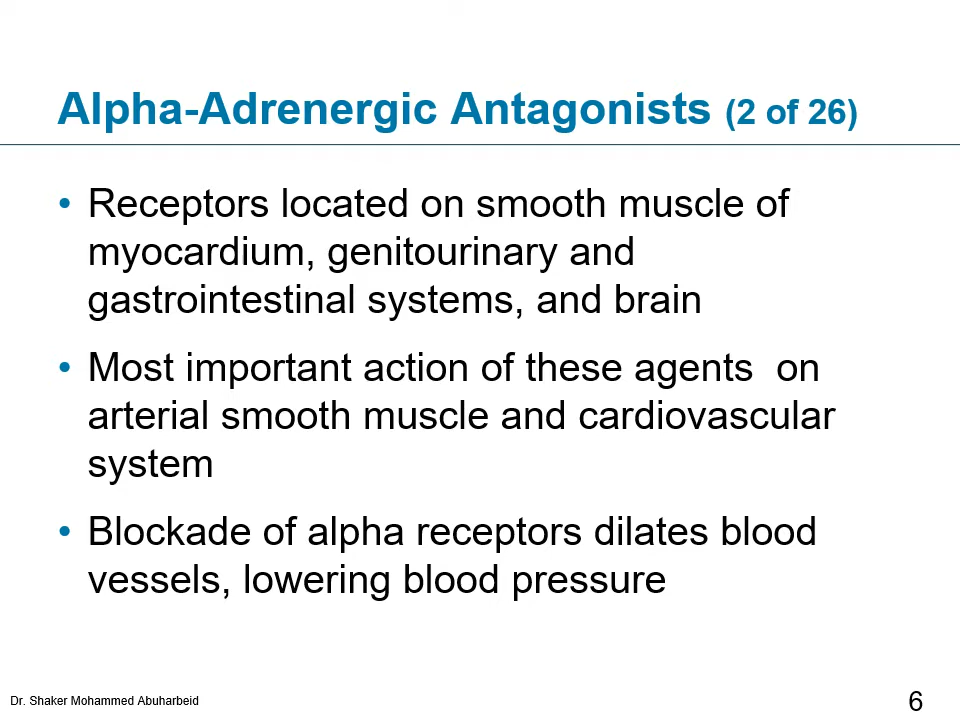 Alpha-Adrenergic Antagonists (2 of 26)
• Receptors located on smooth muscle of
myocardium, genitourinary and
gastrointestinal systems, and brain
• Most important action of these agents  on
arterial smooth muscle and cardiovascular
system
• Blockade of alpha receptors dilates blood
vessels, lowering blood pressure
Dr. Shaker Mohammed Abuharbeid
6